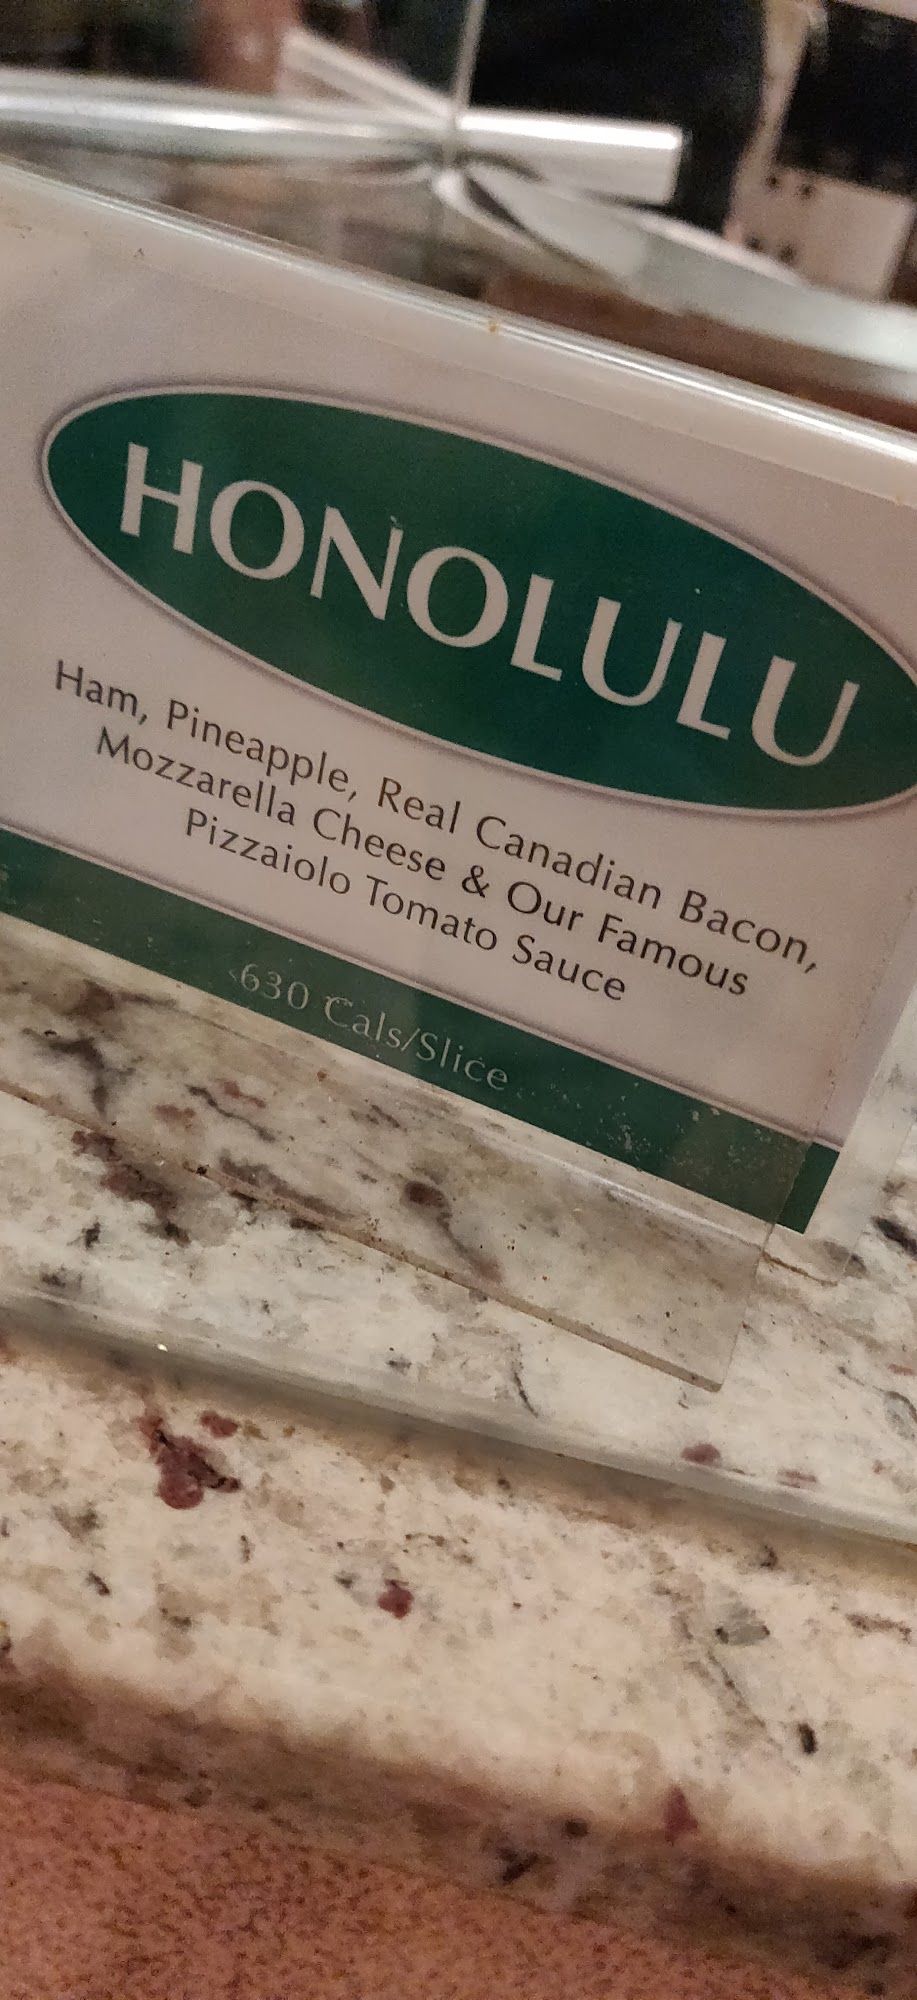 HONOLULU
Ham, Pineapple, Real Canadian Bacon,
Mozzarella Cheese & Our Famous
Pizzaiolo Tomato Sauce
630 Cals/Slice